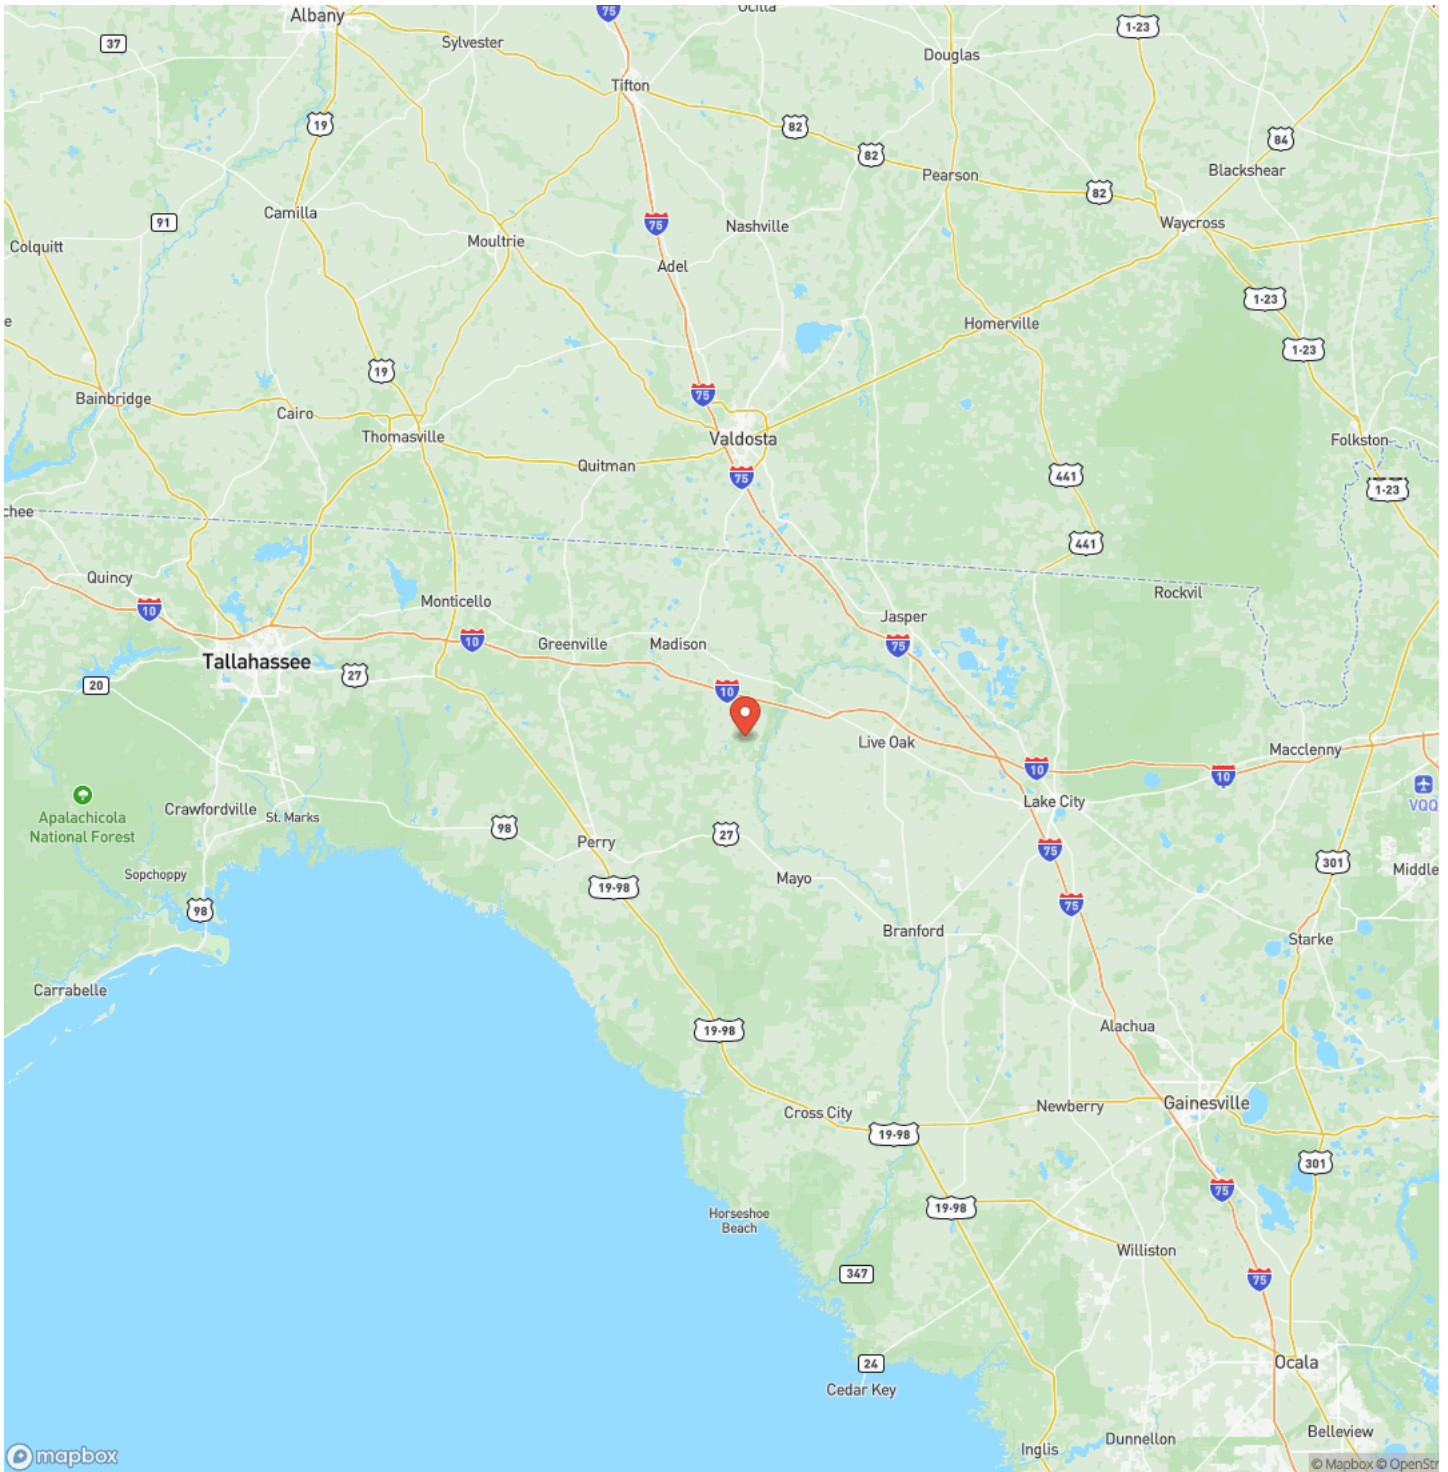 Albany
75
Ocilla
1-23
37
Sylvester
Douglas
Tifton
19
82
84
82
Pearson
Blackshear
82
Camilla
91
75
Nashville
Waycross
Colquitt
Moultrie
Adel
1-23
e
Homerville
1-23
19
Bainbridge
75
Cairo
Thomasville
Valdosta
Folkston
Quitman
75
441
1-23
chee
441
Quincy
Rockvil
10
Monticello
Jasper
10
Greenville
Madison
75
Tallahassee
27
20
10
Live Oak
Macclenny
10
10
VQQ
Apalachicola
National Forest
Crawfordville
St. Marks
Lake City
98
27
Perry
75
301
Middle
Sopchoppy
19-98
Mayo
98
75
Branford
Starke
Carrabelle
19-98
Alachua
Cross City
Newberry
Gainesville
19-98
301
75
19-98
Horseshoe
Beach
Williston
347
75
24
Ocala
Cedar Key
Belleview
Inglis
Dunnellon
mapbox
© Mapbox © OpenStr